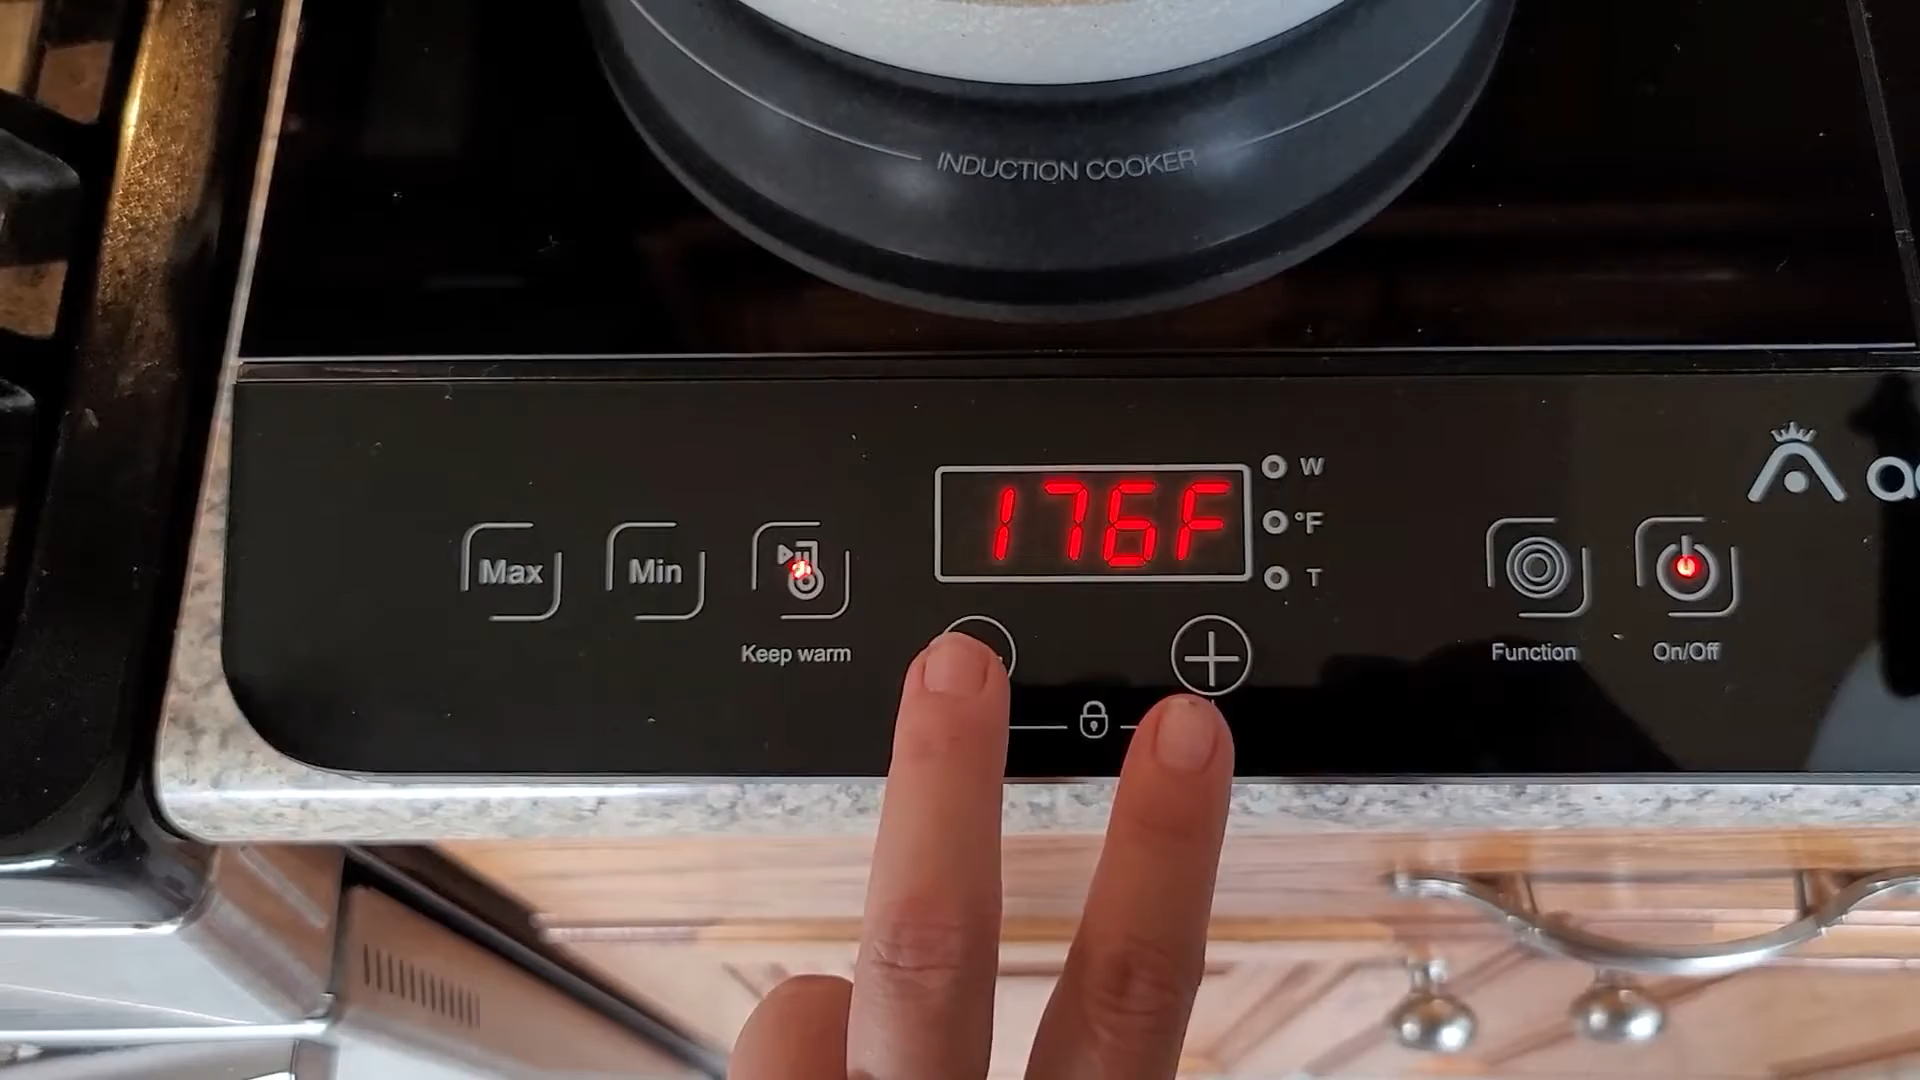 INDUCTION COOKER
176F
W
°F
T
Max
Min
Keep warm
Function
On/Off